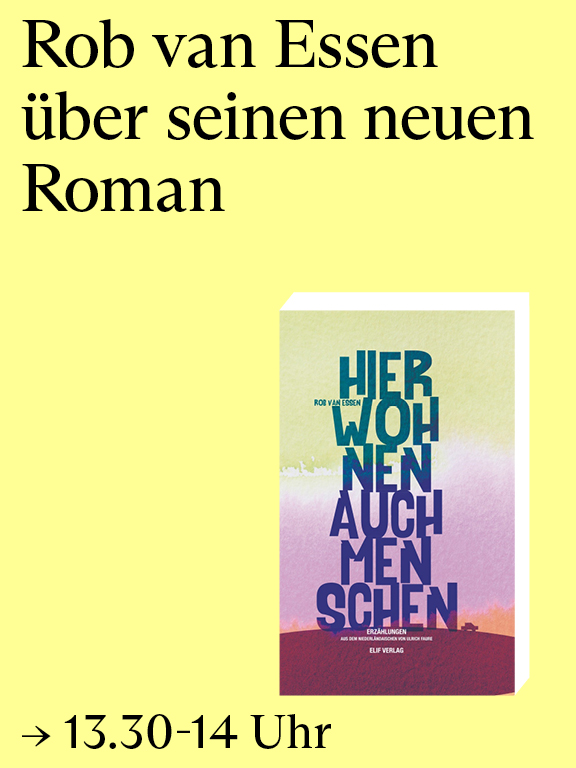 Rob van Essen
über seinen neuen
Roman
HIER
ROB VAN ESSEN
WOH
NEN
AUCH
MEN
SCHEN
ERZÄHLUNGEN
AUS DEM NIEDERLÄNDISCHEN VON ULRICH FAURE
ELIF VERLAG
→ 13.30-14 Uhr